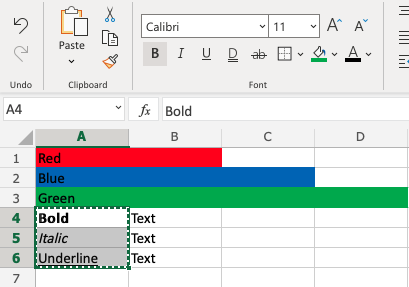 Calibri 11 A A
Paste
B I U D ab A
Undo Clipboard Font
A4 fx Bold
A B C D
1 Red
2 Blue
3 Green
4 Bold Text
5 Italic Text
6 Underline Text
7